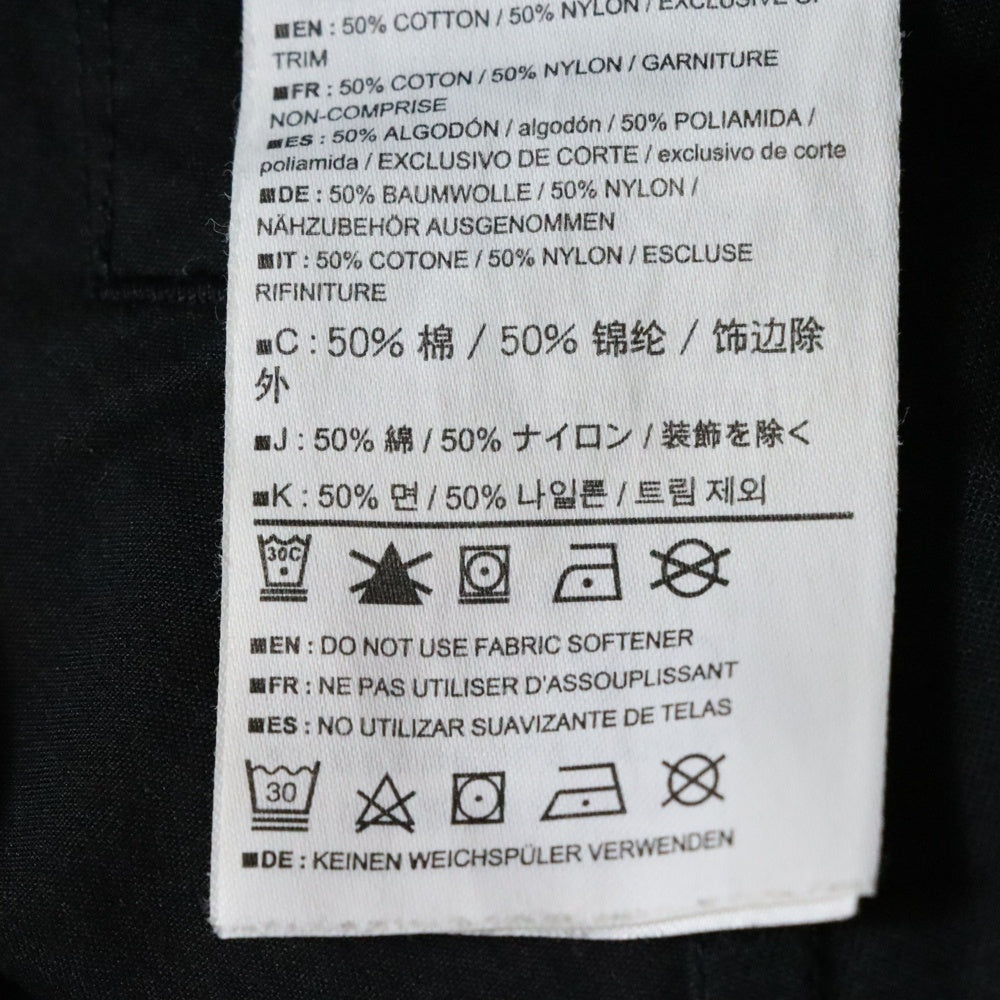 EN : 50% COTTON / 50% NYLON / EXCLUSIVE OF
TRIM
FR : 50% COTON / 50% NYLON / GARNITURE
NON-COMPRISE
ES : 50% ALGODÓN / algodón / 50% POLIAMIDA /
poliamida / EXCLUSIVO DE CORTE / exclusivo de corte
DE : 50% BAUMWOLLE / 50% NYLON /
NÄHZUBEHÖR AUSGENOMMEN
IT : 50% COTONE / 50% NYLON / ESCLUSE
RIFINITURE
C : 50% 棉 / 50% 锦纶 / 饰边除
外
J : 50% 綿 / 50% ナイロン / 装飾を除く
K : 50% 면 / 50% 나일론 / 트림 제외
30C
EN : DO NOT USE FABRIC SOFTENER
FR : NE PAS UTILISER D'ASSOUPLISSANT
ES : NO UTILIZAR SUAVIZANTE DE TELAS
30
DE : KEINEN WEICHSPÜLER VERWENDEN